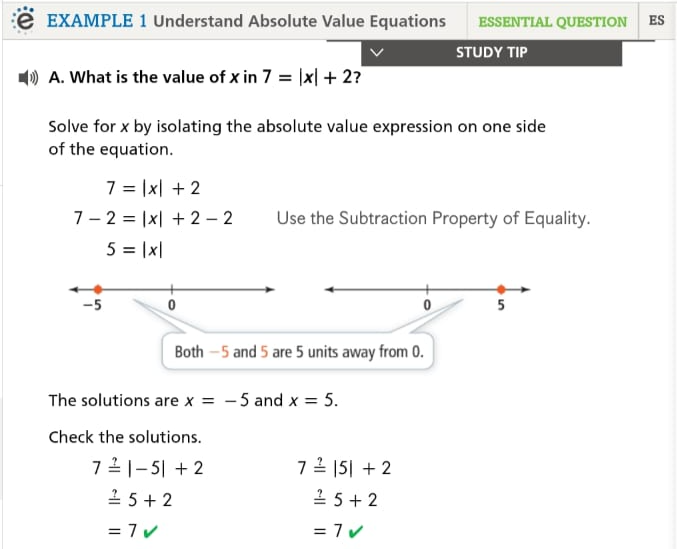 e EXAMPLE 1 Understand Absolute Value Equations ESSENTIAL QUESTION ES
STUDY TIP
A. What is the value of x in 7 = |x| + 2?
Solve for x by isolating the absolute value expression on one side
of the equation.
7 = |x| + 2
7 – 2 = |x| + 2 – 2 Use the Subtraction Property of Equality.
5 = |x|
−5 0 0 5
Both −5 and 5 are 5 units away from 0.
The solutions are x = −5 and x = 5.
Check the solutions.
7 ≟ |−5| + 2 7 ≟ |5| + 2
≟ 5 + 2 ≟ 5 + 2
= 7 ✔ = 7 ✔